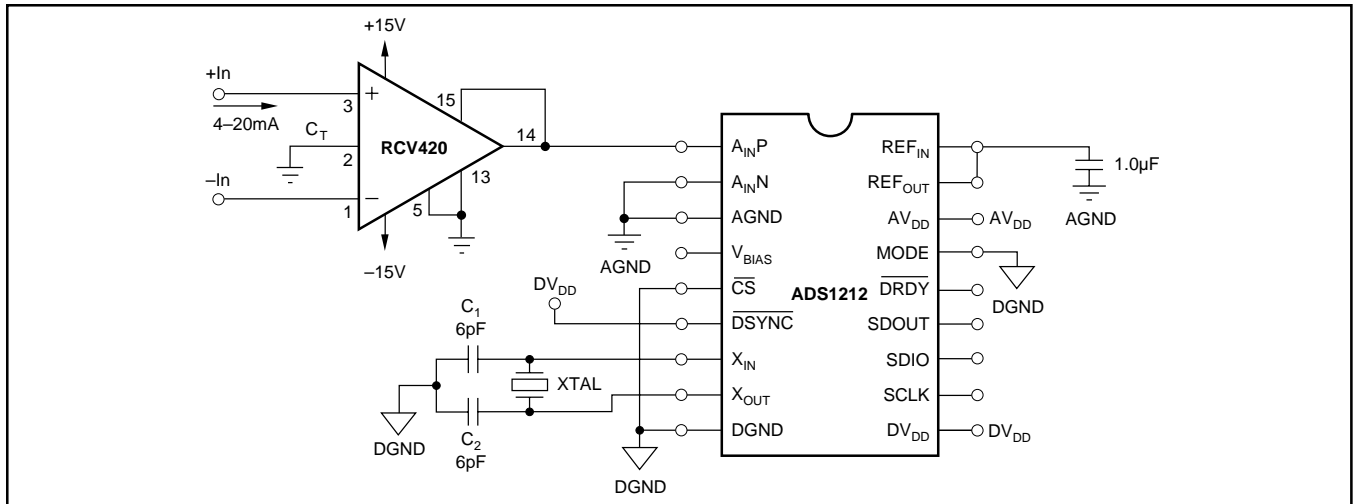 +15V
+In
3
+
15
4–20mA
C_T
2
RCV420
14
13
–In
1
–
5
–15V
A_INP
A_INN
AGND
V_BIAS
CS
DSYNC
X_IN
X_OUT
DGND
ADS1212
REF_IN
REF_OUT
AV_DD
MODE
DRDY
SDOUT
SDIO
SCLK
DV_DD
1.0µF
AGND
AV_DD
DGND
DV_DD
AGND
DV_DD
C_1
6pF
XTAL
C_2
6pF
DGND
DGND